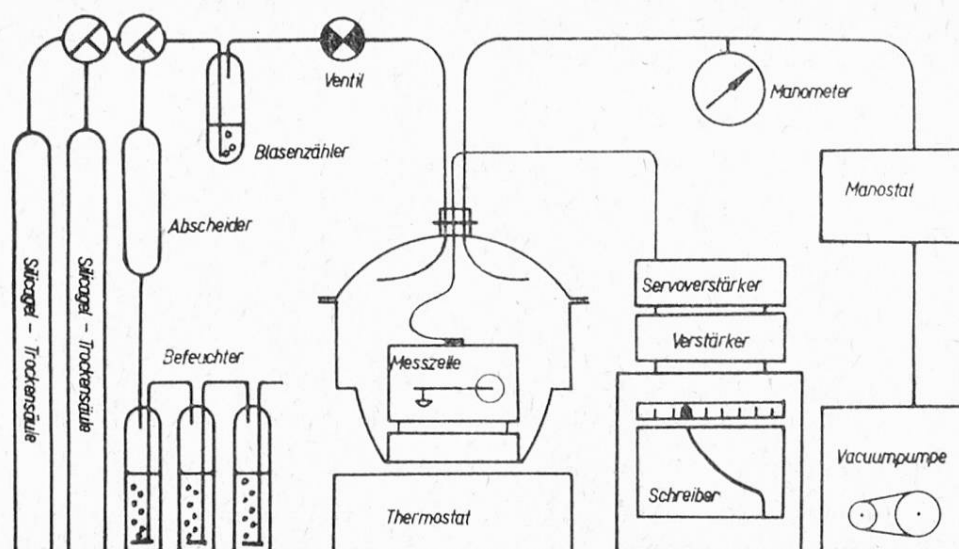 Ventil
Manometer
Blasenzähler
Manostat
Abscheider
Silicagel - Trockensäule
Silicagel - Trockensäule
Servoverstärker
Verstärker
Befeuchter
Messzelle
Vacuumpumpe
Schreiber
Thermostat